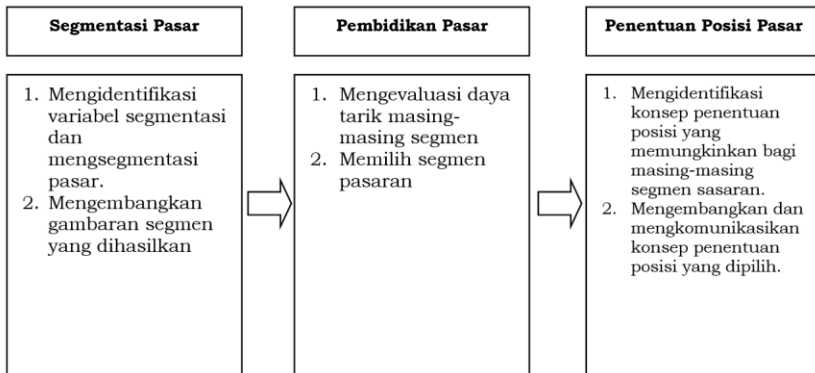 Segmentasi Pasar
1. Mengidentifikasi
variabel segmentasi
dan
mengsegmentasi
pasar.
2. Mengembangkan
gambaran segmen
yang dihasilkan
Pembidikan Pasar
1. Mengevaluasi daya
tarik masing-
masing segmen
2. Memilih segmen
pasaran
Penentuan Posisi Pasar
1. Mengidentifikasi
konsep penentuan
posisi yang
memungkinkan bagi
masing-masing
segmen sasaran.
2. Mengembangkan dan
mengkomunikasikan
konsep penentuan
posisi yang dipilih.